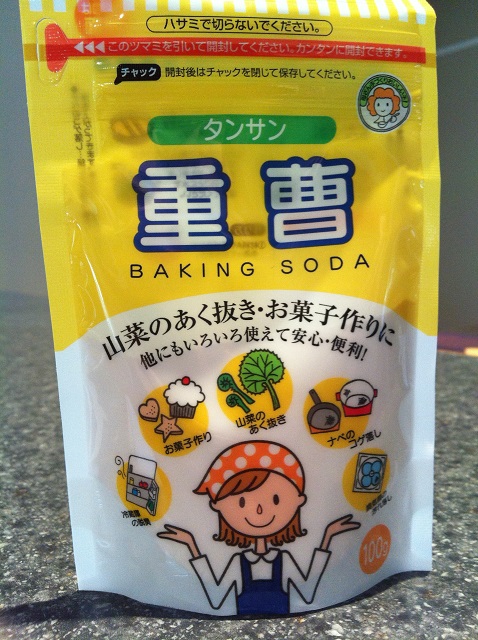 ハサミで切らないでください。
このツマミを引いて開封してください。カンタンに開封できます。
チャック 開封後はチャックを閉じて保存してください。
タンサン
重曹
BAKING SODA
山菜のあく抜き・お菓子作りに
他にもいろいろ使えて安心・便利!
お菓子作り
山菜の
あく抜き
ナベの
コゲ落し
冷蔵庫
の脱臭
100g